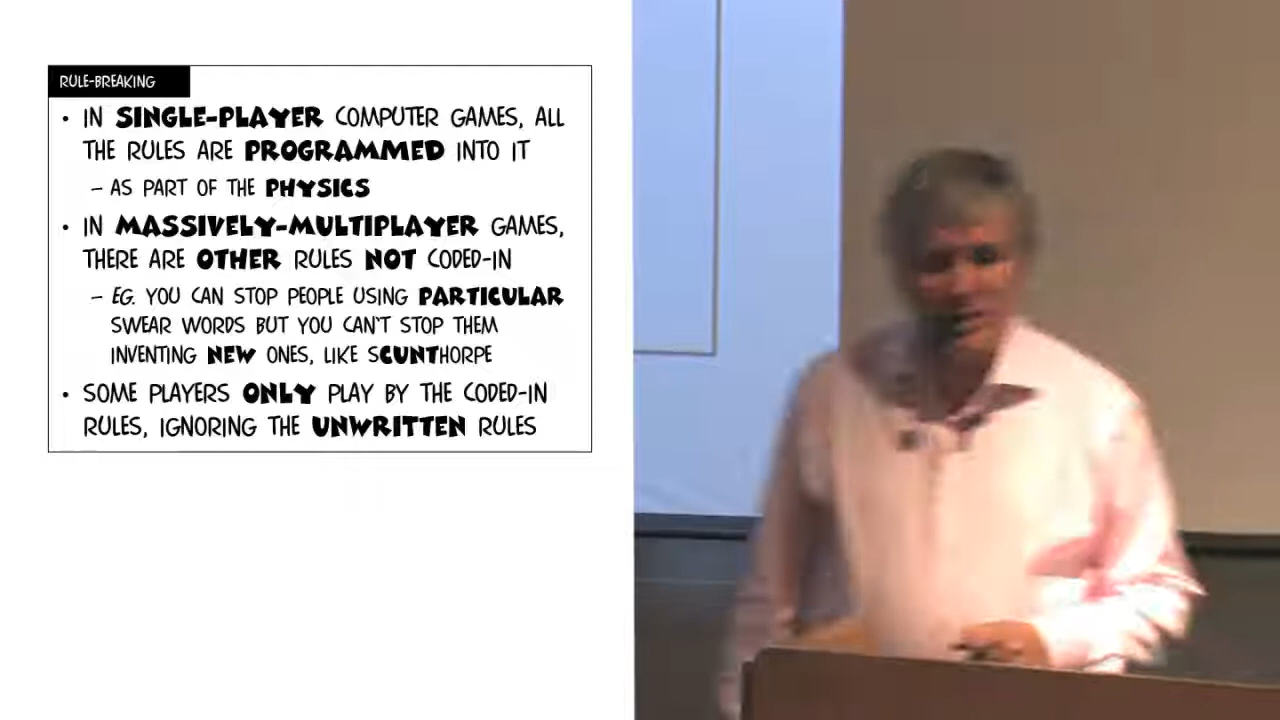 RULE-BREAKING
• IN SINGLE-PLAYER COMPUTER GAMES, ALL
THE RULES ARE PROGRAMMED INTO IT
– AS PART OF THE PHYSICS
• IN MASSIVELY-MULTIPLAYER GAMES,
THERE ARE OTHER RULES NOT CODED-IN
– EG. YOU CAN STOP PEOPLE USING PARTICULAR
SWEAR WORDS BUT YOU CAN'T STOP THEM
INVENTING NEW ONES, LIKE SCUNTHORPE
• SOME PLAYERS ONLY PLAY BY THE CODED-IN
RULES, IGNORING THE UNWRITTEN RULES